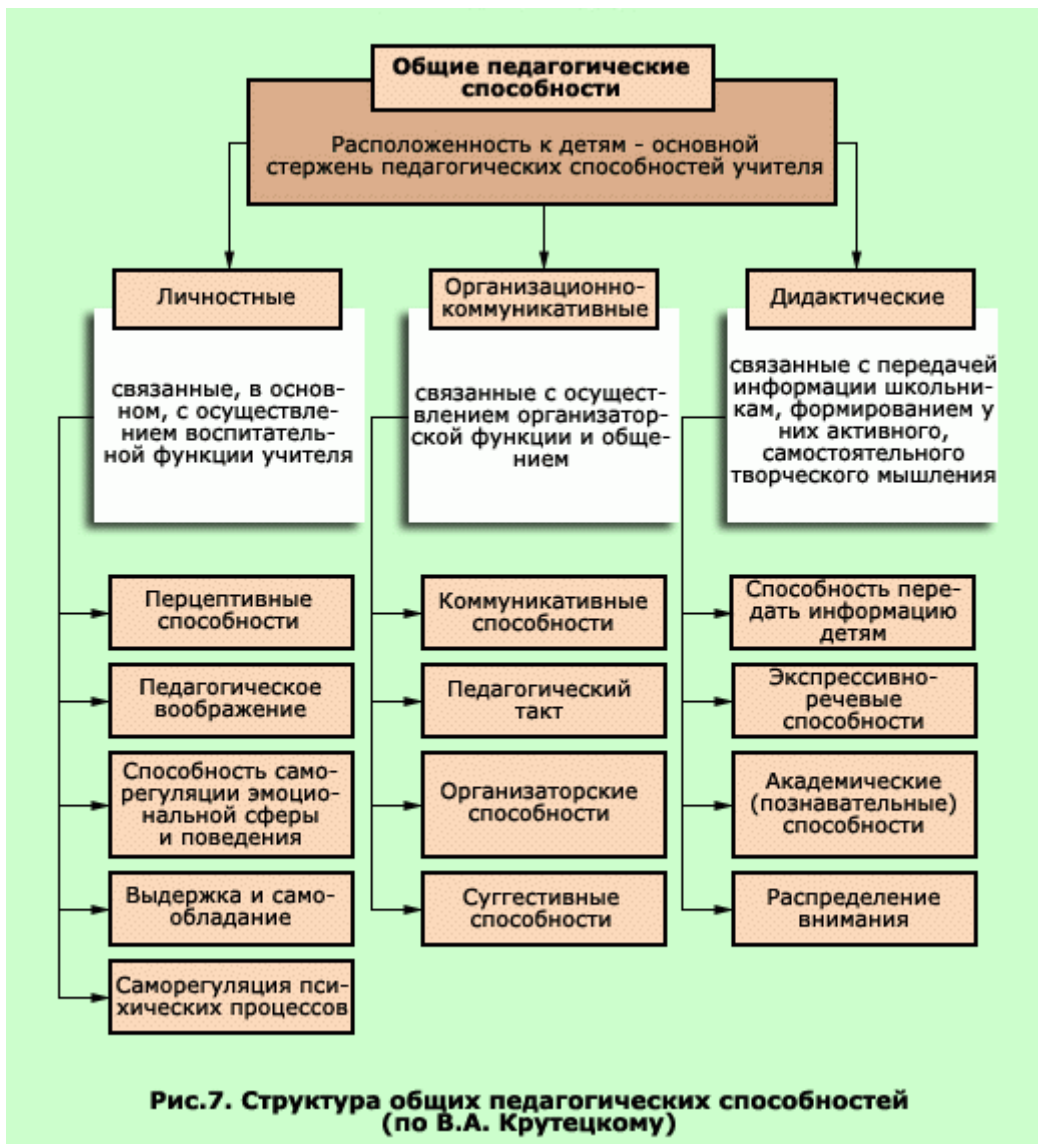 Общие педагогические
способности
Расположенность к детям - основной
стержень педагогических способностей учителя
Личностные
связанные, в основ-
ном, с осуществле-
нием воспитатель-
ной функции учителя
Перцептивные
способности
Педагогическое
воображение
Способность само-
регуляции эмоцио-
нальной сферы
и поведения
Выдержка и само-
обладание
Саморегуляция пси-
хических процессов
Организационно-
коммуникативные
связанные с осущест-
влением организатор-
ской функции и обще-
нием
Коммуникативные
способности
Педагогический
такт
Организаторские
способности
Суггестивные
способности
Дидактические
связанные с передачей
информации школьни-
кам, формированием у
них активного,
самостоятельного
творческого мышления
Способность пере-
дать информацию
детям
Экспрессивно-
речевые
способности
Академические
(познавательные)
способности
Распределение
внимания
Рис.7. Структура общих педагогических способностей
(по В.А. Крутецкому)